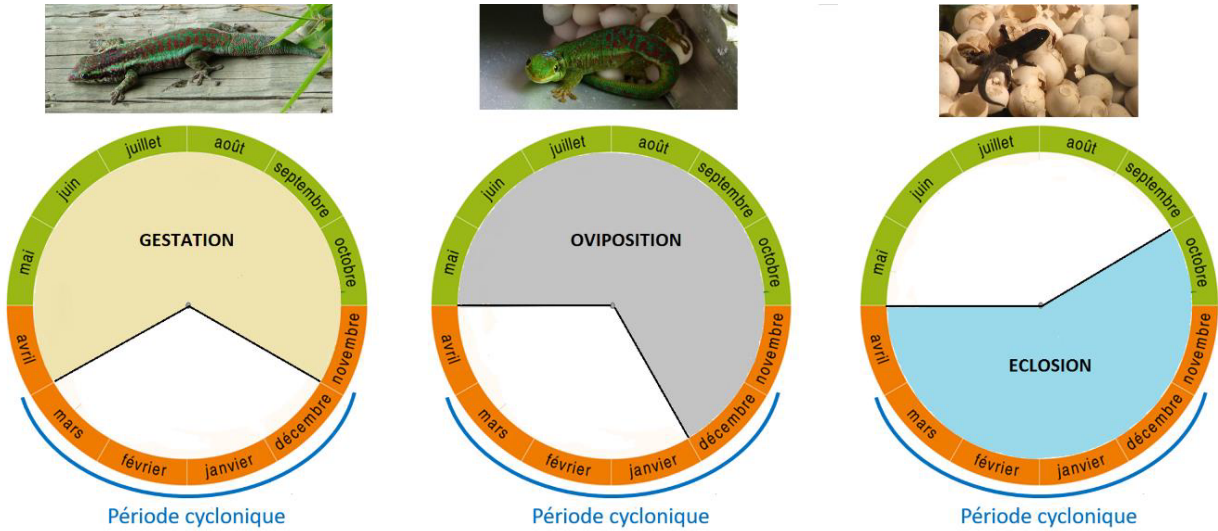 juillet
août
juin
septembre
mai
octobre
GESTATION
avril
novembre
mars
décembre
février
janvier
Période cyclonique
juillet
août
juin
septembre
mai
octobre
OVIPOSITION
avril
novembre
mars
décembre
février
janvier
Période cyclonique
juillet
août
juin
septembre
mai
octobre
ECLOSION
avril
novembre
mars
décembre
février
janvier
Période cyclonique